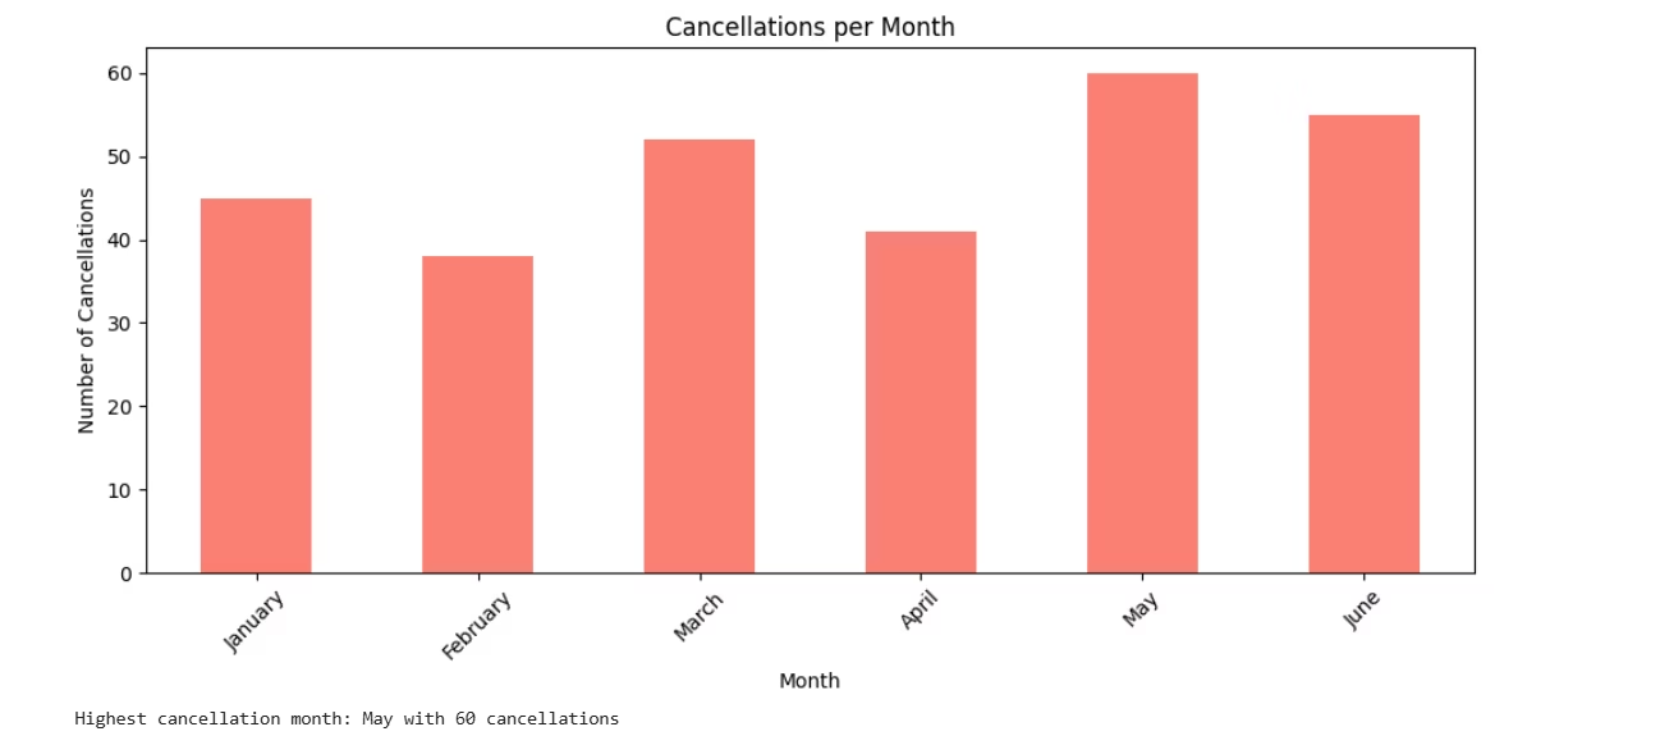 Cancellations per Month
Number of Cancellations
60
50
40
30
20
10
0
January
February
March
April
May
June
Month
Highest cancellation month: May with 60 cancellations